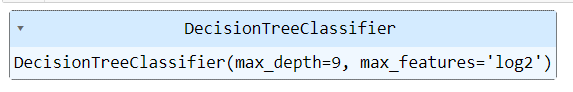 DecisionTreeClassifier
DecisionTreeClassifier(max_depth=9, max_features='log2')